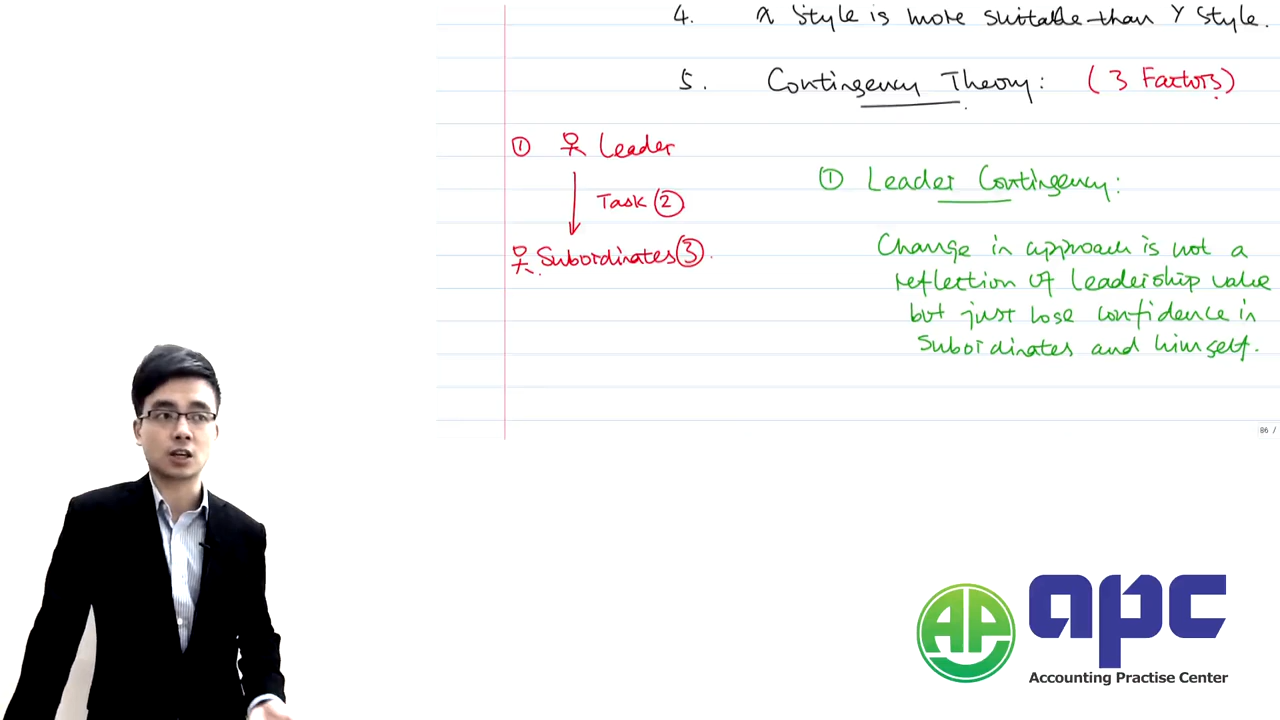 4. X Style is more suitable than Y Style.
5. Contingency Theory: (3 Factors)
① Leader
Task ②
Subordinates ③
① Leader Contingency:
Change in approach is not a
reflection of leadership value
but just lose confidence in
Subordinates and himself.
86 /
APC
apc
Accounting Practise Center